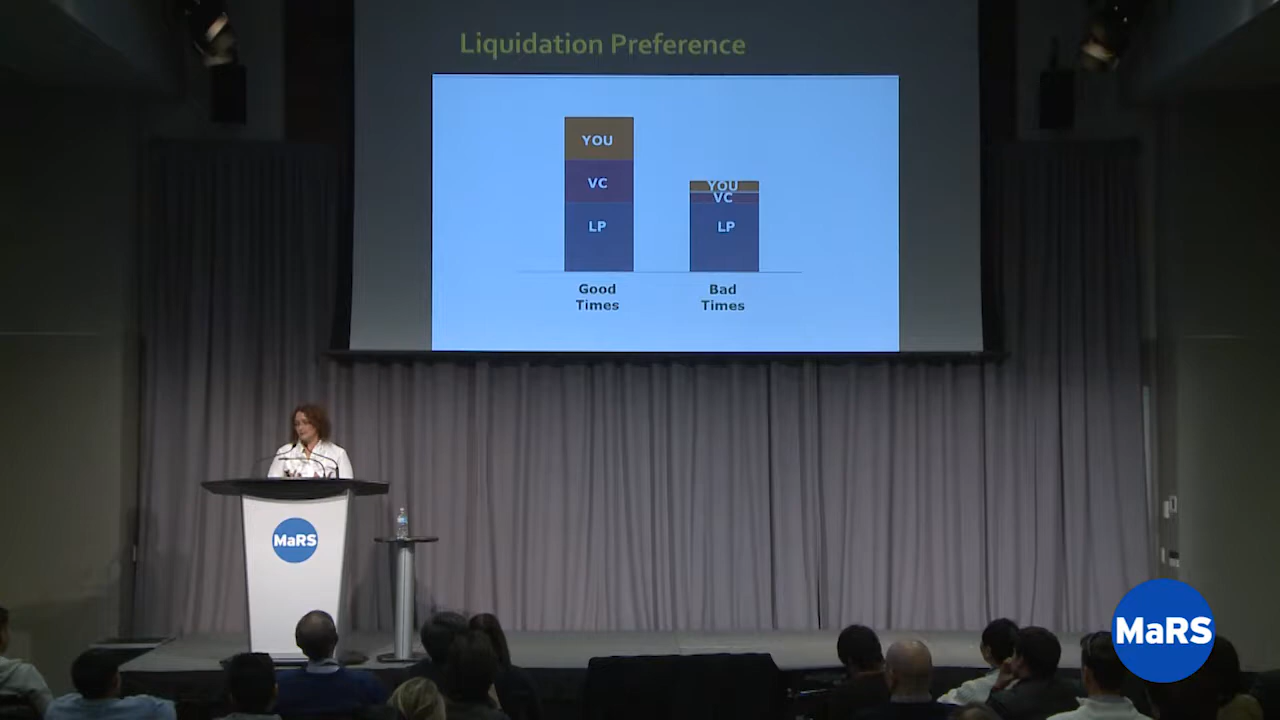 Liquidation Preference
YOU
VC
LP
YOU
VC
LP
Good
Times
Bad
Times
MaRS
MaRS